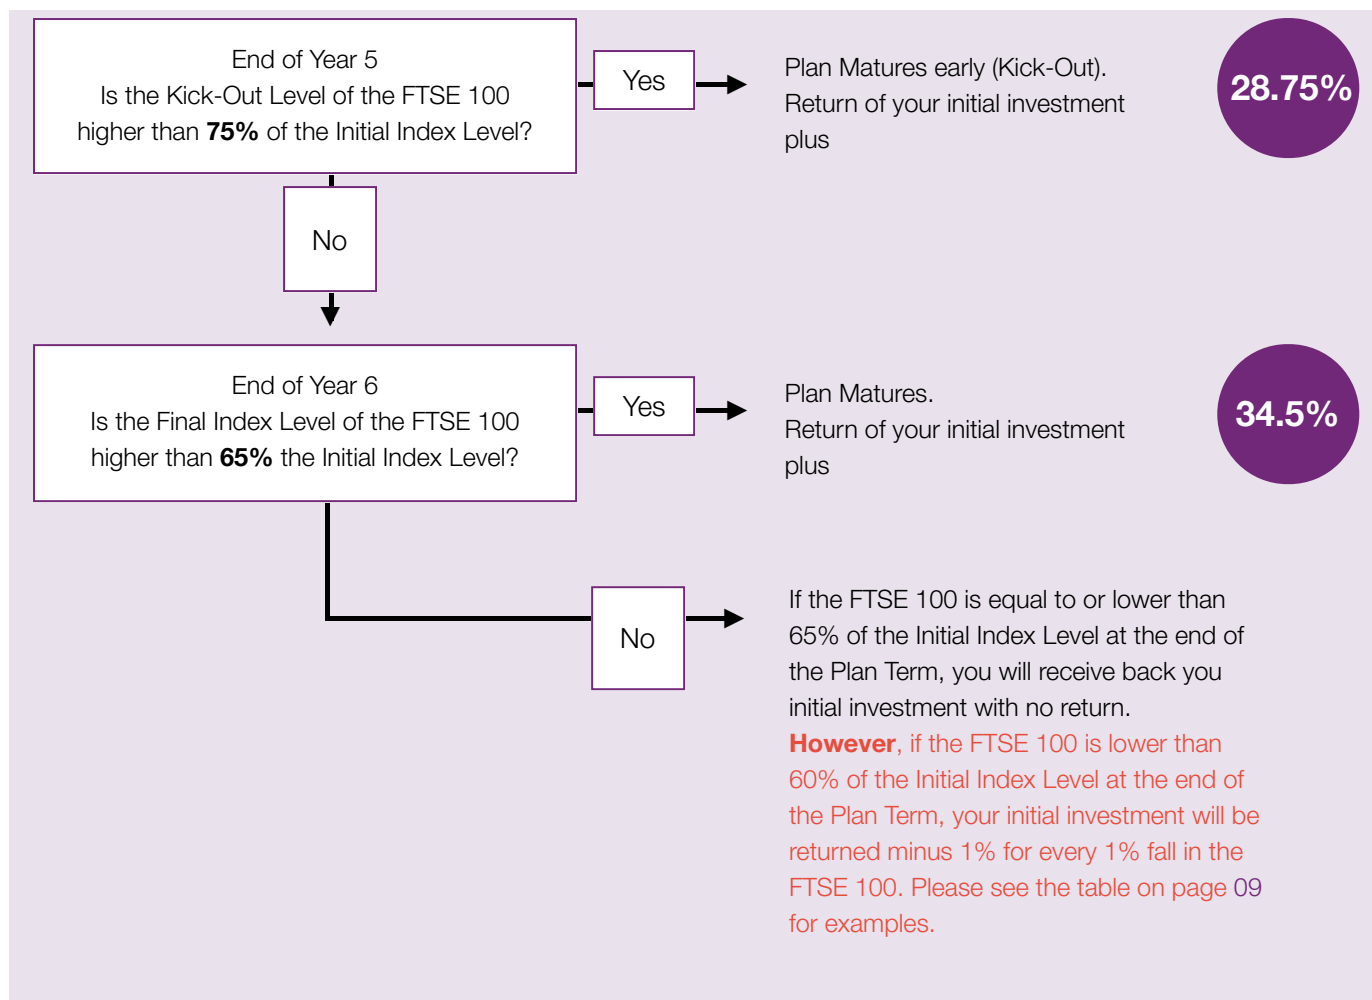 End of Year 5
Is the Kick-Out Level of the FTSE 100
higher than 75% of the Initial Index Level?
Yes
Plan Matures early (Kick-Out).
Return of your initial investment
plus
28.75%
No
End of Year 6
Is the Final Index Level of the FTSE 100
higher than 65% the Initial Index Level?
Yes
Plan Matures.
Return of your initial investment
plus
34.5%
No
If the FTSE 100 is equal to or lower than
65% of the Initial Index Level at the end of
the Plan Term, you will receive back you
initial investment with no return.
However, if the FTSE 100 is lower than
60% of the Initial Index Level at the end of
the Plan Term, your initial investment will be
returned minus 1% for every 1% fall in the
FTSE 100. Please see the table on page 09
for examples.